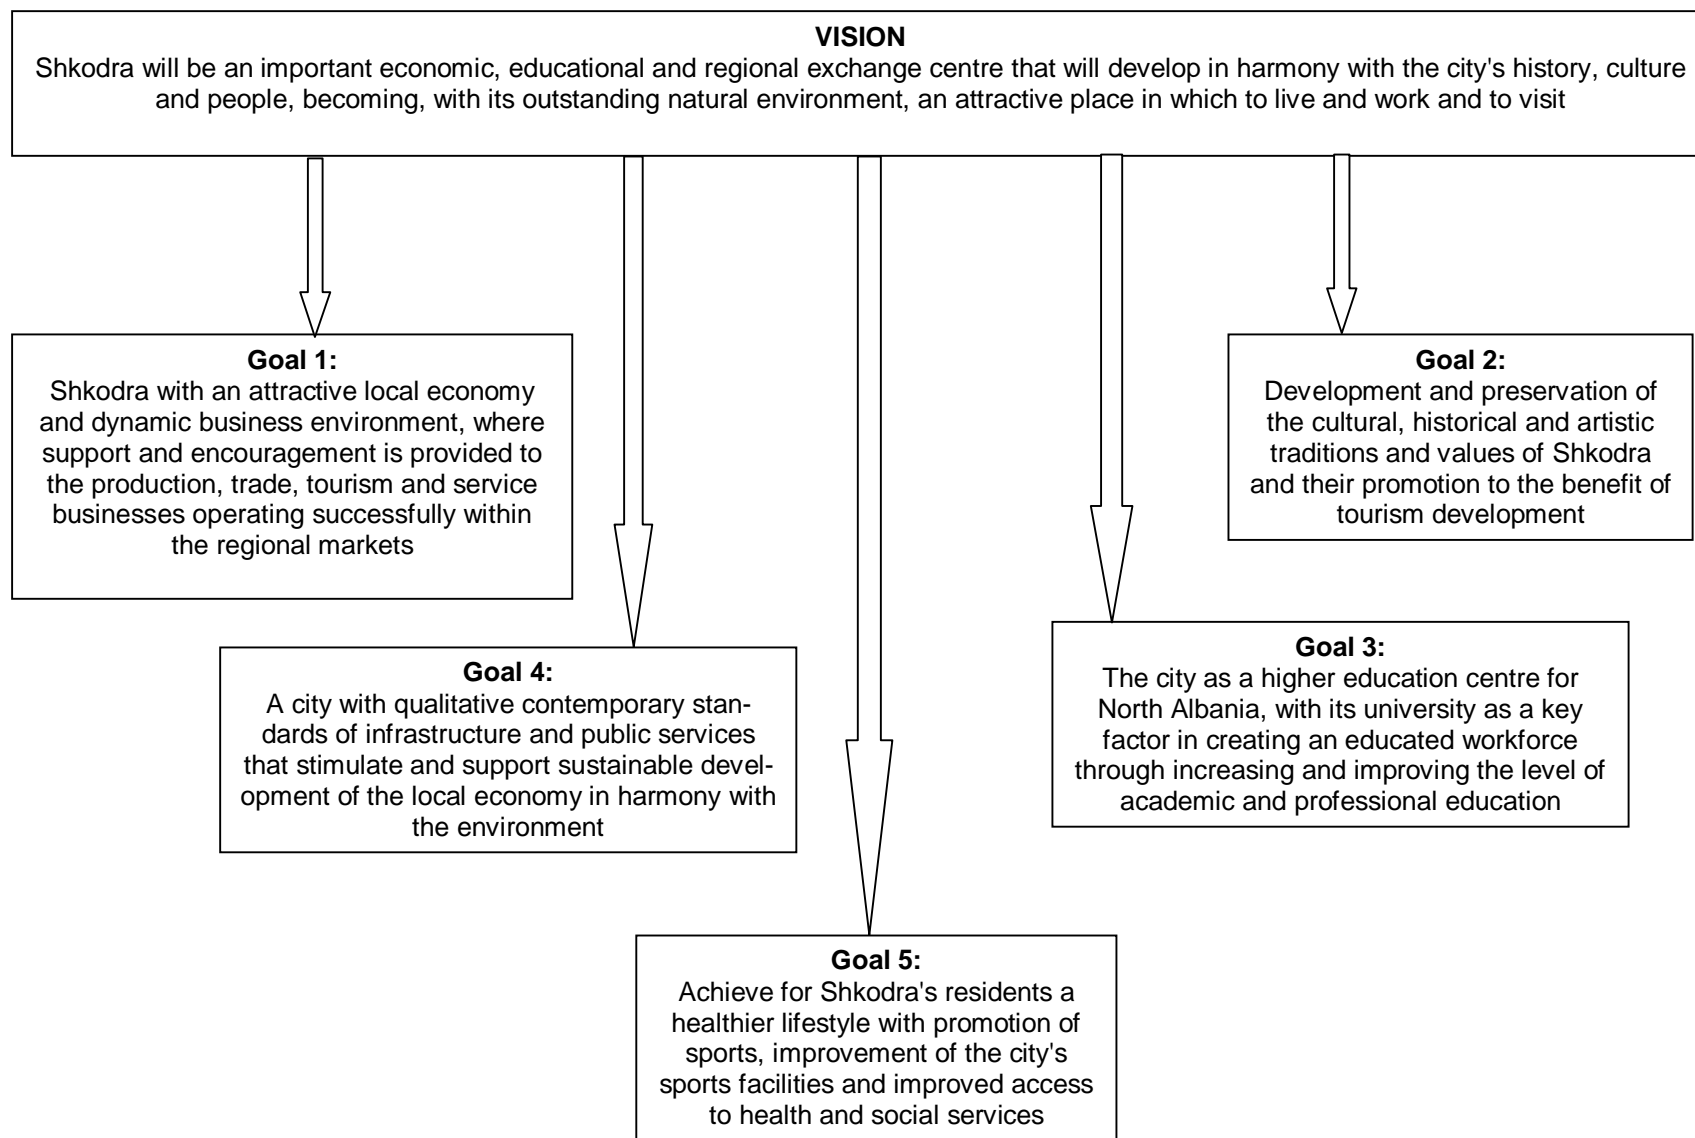 VISION
Shkodra will be an important economic, educational and regional exchange centre that will develop in harmony with the city's history, culture
and people, becoming, with its outstanding natural environment, an attractive place in which to live and work and to visit
Goal 1:
Shkodra with an attractive local economy
and dynamic business environment, where
support and encouragement is provided to
the production, trade, tourism and service
businesses operating successfully within
the regional markets
Goal 2:
Development and preservation of
the cultural, historical and artistic
traditions and values of Shkodra
and their promotion to the benefit of
tourism development
Goal 4:
A city with qualitative contemporary stan-
dards of infrastructure and public services
that stimulate and support sustainable devel-
opment of the local economy in harmony with
the environment
Goal 3:
The city as a higher education centre for
North Albania, with its university as a key
factor in creating an educated workforce
through increasing and improving the level of
academic and professional education
Goal 5:
Achieve for Shkodra's residents a
healthier lifestyle with promotion of
sports, improvement of the city's
sports facilities and improved access
to health and social services